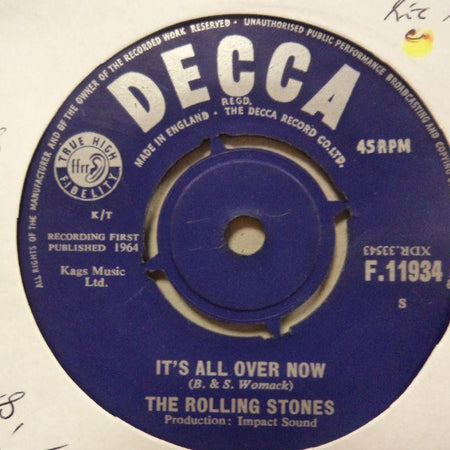 ALL RIGHTS OF THE MANUFACTURER AND OF THE OWNER OF THE RECORDED WORK RESERVED · UNAUTHORISED PUBLIC PERFORMANCE BROADCASTING AND COPYING
DECCA
REGD.
MADE IN ENGLAND · THE DECCA RECORD CO. LTD.
TRUE HIGH
ffrr
FIDELITY
45 RPM
K/T
RECORDING FIRST
PUBLISHED 1964
Kags Music
Ltd.
XDR.33543
F.11934
S
IT'S ALL OVER NOW
(B. & S. Womack)
THE ROLLING STONES
Production: Impact Sound